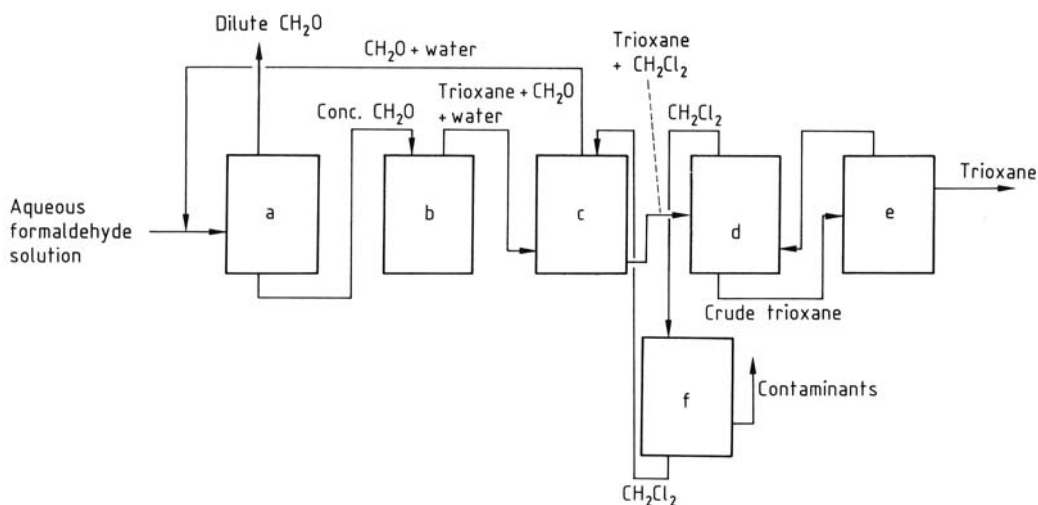 Dilute CH₂O
CH₂O + water
Trioxane
+ CH₂Cl₂
Conc. CH₂O
Trioxane + CH₂O
+ water
CH₂Cl₂
Trioxane
Aqueous
formaldehyde
solution
a
b
c
d
e
Crude trioxane
f
Contaminants
CH₂Cl₂